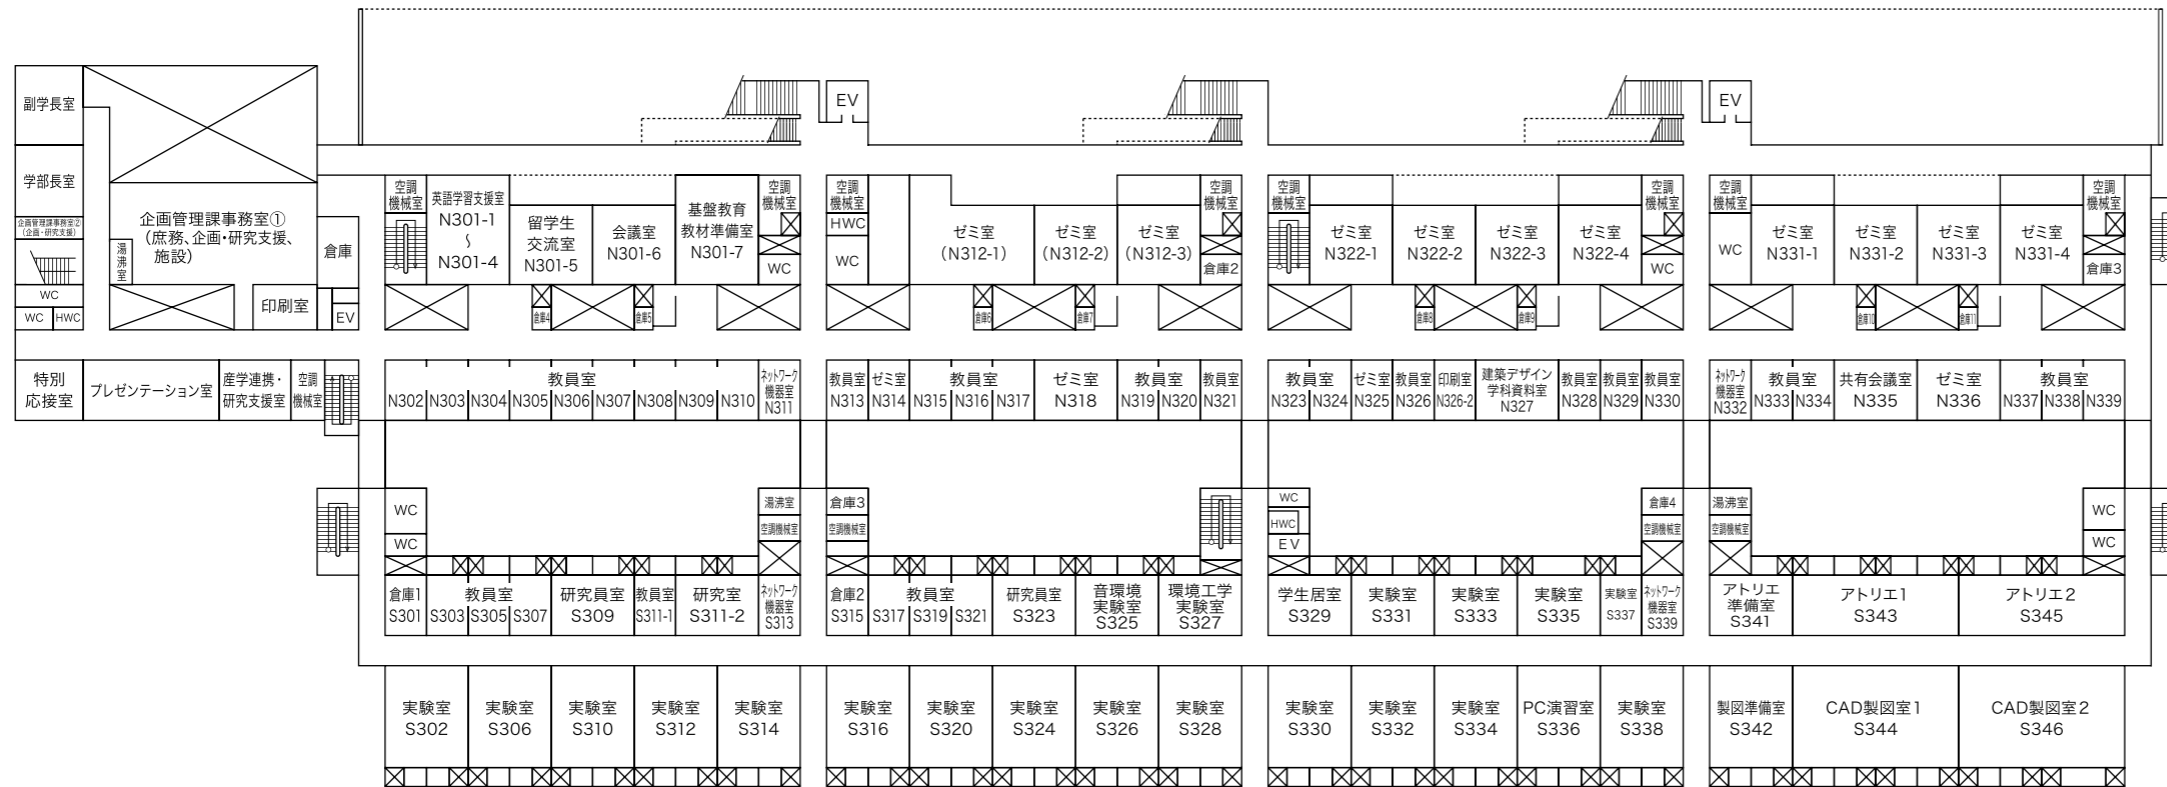 EV
EV
副学長室
学部長室
企画管理課事務室②
(企画・研究支援)
企画管理課事務室①
(庶務、企画・研究支援、
施設)
湯沸室
倉庫
印刷室
WC
WC
HWC
EV
空調
機械室
英語学習支援室
N301-1
〜
N301-4
留学生
交流室
N301-5
会議室
N301-6
基盤教育
教材準備室
N301-7
空調
機械室
WC
倉庫4
倉庫5
空調
機械室
HWC
WC
ゼミ室
(N312-1)
ゼミ室
(N312-2)
ゼミ室
(N312-3)
空調
機械室
倉庫2
倉庫6
倉庫7
空調
機械室
ゼミ室
N322-1
ゼミ室
N322-2
ゼミ室
N322-3
ゼミ室
N322-4
空調
機械室
WC
倉庫8
倉庫9
空調
機械室
WC
ゼミ室
N331-1
ゼミ室
N331-2
ゼミ室
N331-3
ゼミ室
N331-4
空調
機械室
倉庫3
倉庫10
倉庫11
特別
応接室
プレゼンテーション室
産学連携・
研究支援室
空調
機械室
教員室
N302 N303 N304 N305 N306 N307 N308 N309 N310
ネットワーク
機器室
N311
教員室
N313
ゼミ室
N314
教員室
N315 N316 N317
ゼミ室
N318
教員室
N319 N320
教員室
N321
教員室
N323 N324
ゼミ室
N325
教員室
N326
印刷室
N326-2
建築デザイン
学科資料室
N327
教員室
N328
教員室
N329
教員室
N330
ネットワーク
機器室
N332
教員室
N333 N334
共有会議室
N335
ゼミ室
N336
教員室
N337 N338 N339
WC
WC
湯沸室
空調機械室
倉庫3
空調機械室
WC
HWC
EV
倉庫4
空調機械室
湯沸室
空調機械室
WC
WC
倉庫1
S301
教員室
S303 S305 S307
研究員室
S309
教員室
S311-1
研究室
S311-2
ネットワーク
機器室
S313
倉庫2
S315
教員室
S317 S319 S321
研究員室
S323
音環境
実験室
S325
環境工学
実験室
S327
学生居室
S329
実験室
S331
実験室
S333
実験室
S335
実験室
S337
ネットワーク
機器室
S339
アトリエ
準備室
S341
アトリエ1
S343
アトリエ2
S345
実験室
S302
実験室
S306
実験室
S310
実験室
S312
実験室
S314
実験室
S316
実験室
S320
実験室
S324
実験室
S326
実験室
S328
実験室
S330
実験室
S332
実験室
S334
PC演習室
S336
実験室
S338
製図準備室
S342
CAD製図室1
S344
CAD製図室2
S346